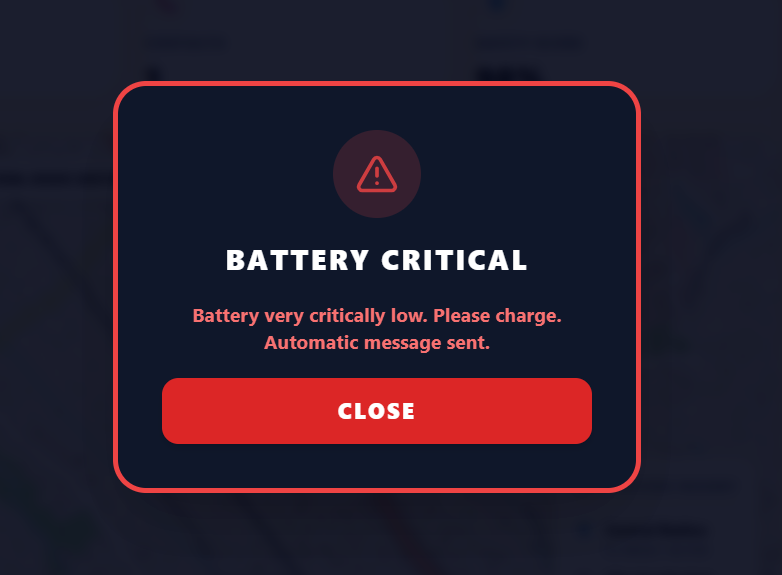 BATTERY CRITICAL
Battery very critically low. Please charge.
Automatic message sent.
CLOSE